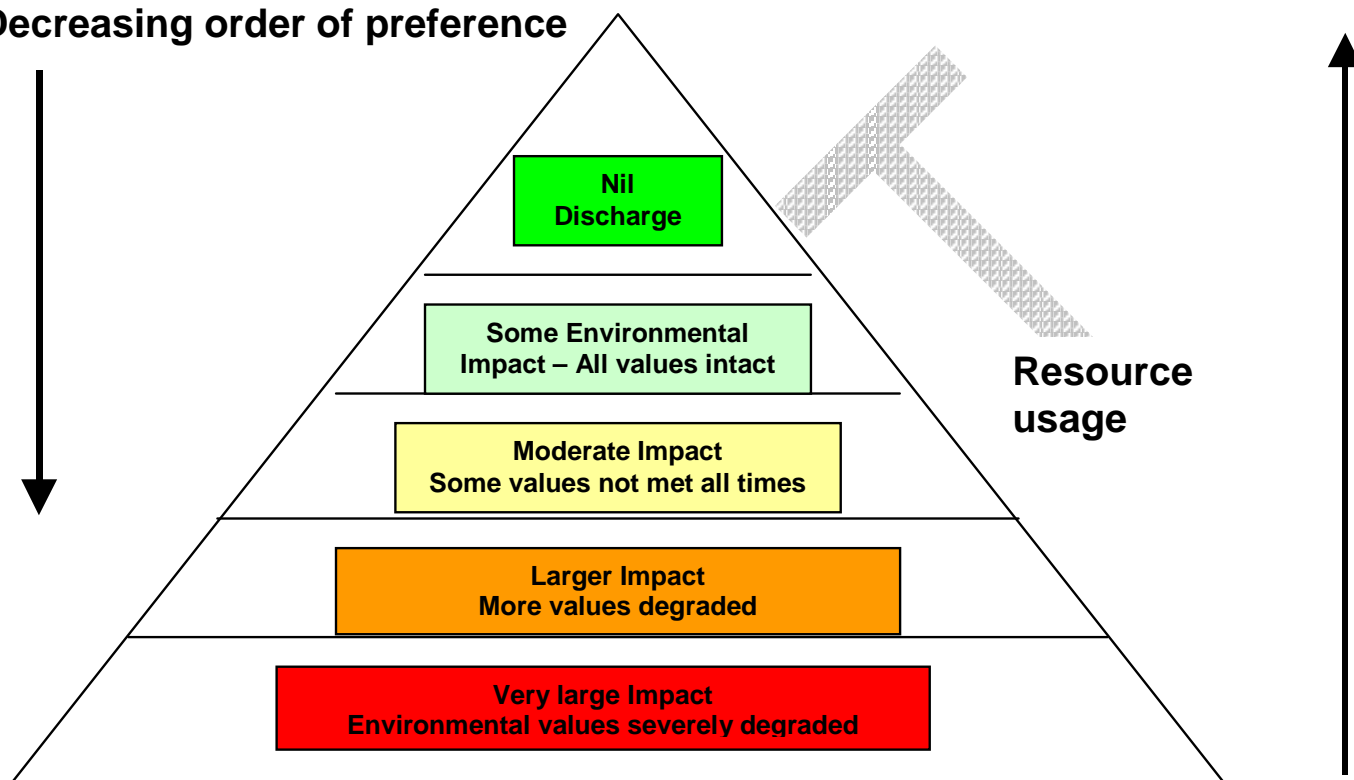 Decreasing order of preference
Nil
Discharge
Some Environmental
Impact – All values intact
Resource
usage
Moderate Impact
Some values not met all times
Larger Impact
More values degraded
Very large Impact
Environmental values severely degraded